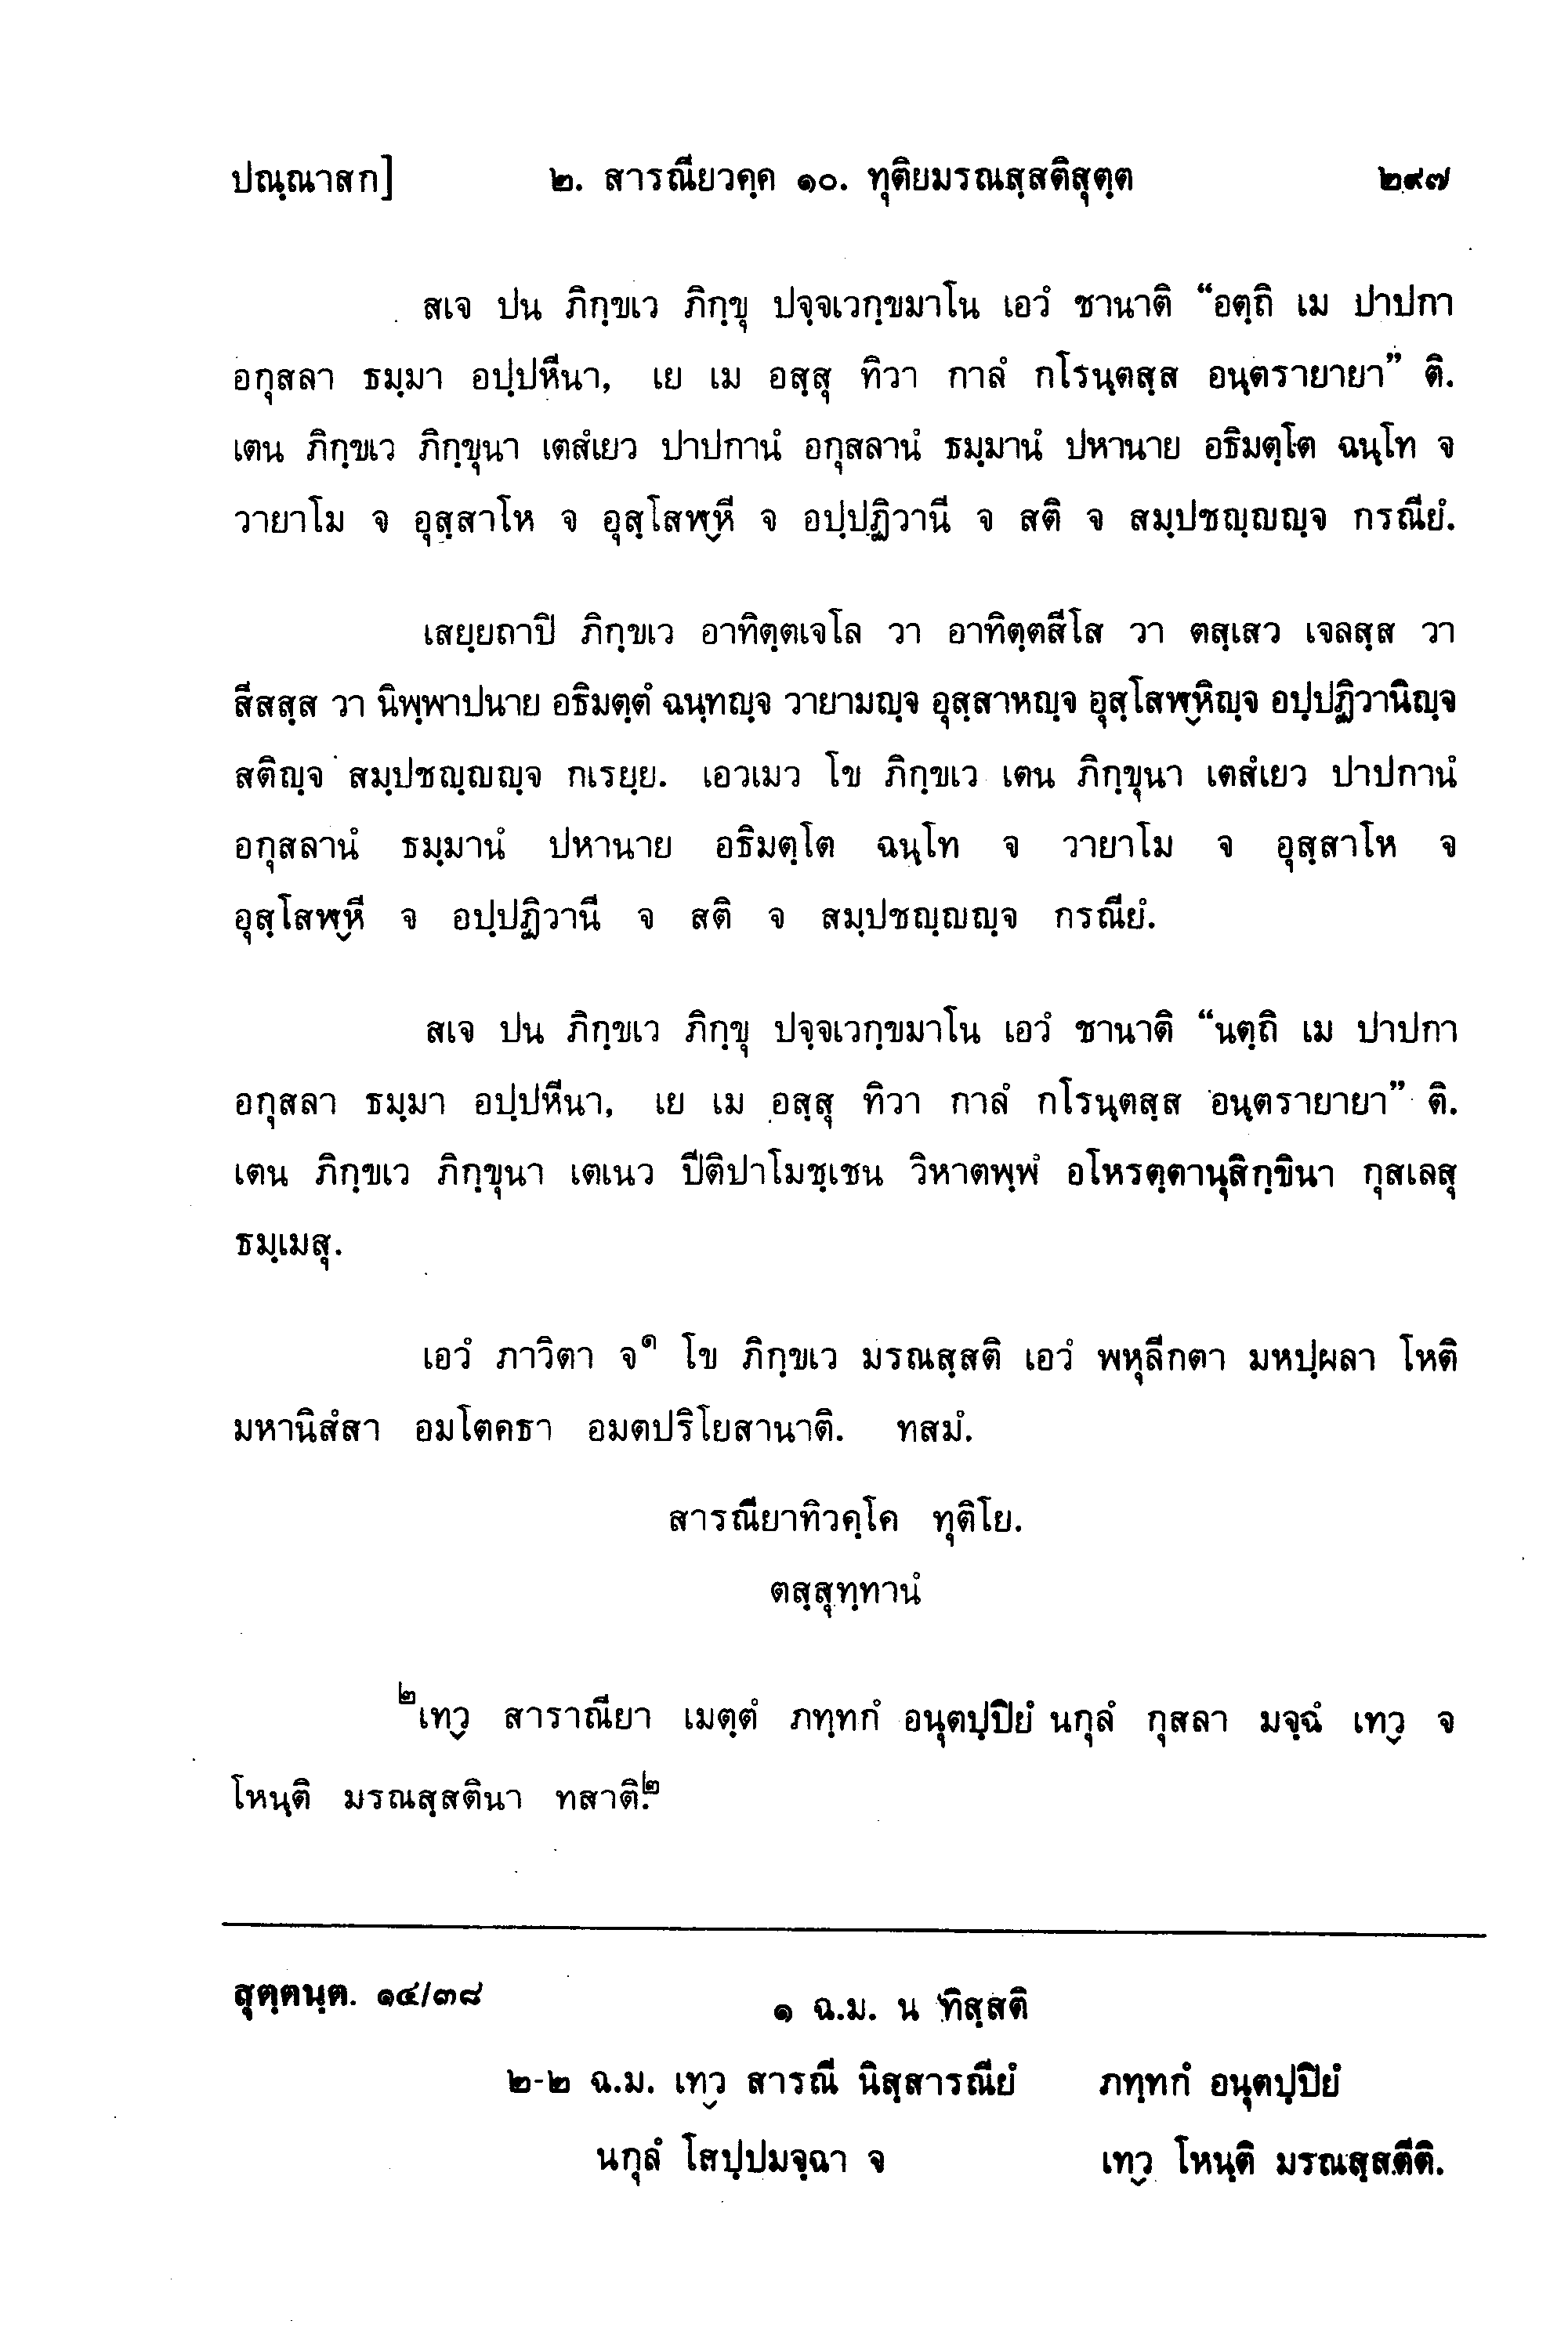 ปณฺณาสก] ๒. สารณียวคฺค ๑๐. ทุติยมรณสฺสติสุตฺต ๒๙๗
สเจ ปน ภิกฺขเว ภิกฺขุ ปจฺจเวกฺขมาโน เอวํ ชานาติ “อตฺถิ เม ปาปกา
อกุสลา ธมฺมา อปฺปหีนา, เย เม อสฺสุ ทิวา กาลํ กโรนฺตสฺส อนฺตรายายา” ติ.
เตน ภิกฺขเว ภิกฺขุนา เตสํเยว ปาปกานํ อกุสลานํ ธมฺมานํ ปหานาย อธิมตฺโต ฉนฺโท จ
วายาโม จ อุสฺสาโห จ อุสฺโสฬฺหี จ อปฺปฏิวานี จ สติ จ สมฺปชญฺญญฺจ กรณียํ.
เสยฺยถาปิ ภิกฺขเว อาทิตฺตเจโล วา อาทิตฺตสีโส วา ตสฺเสว เจลสฺส วา
สีสสฺส วา นิพฺพาปนาย อธิมตฺตํ ฉนฺทญฺจ วายามญฺจ อุสฺสาหญฺจ อุสฺโสฬฺหิญฺจ อปฺปฏิวานิญฺจ
สติญฺจ สมฺปชญฺญญฺจ กเรยฺย. เอวเมว โข ภิกฺขเว เตน ภิกฺขุนา เตสํเยว ปาปกานํ
อกุสลานํ ธมฺมานํ ปหานาย อธิมตฺโต ฉนฺโท จ วายาโม จ อุสฺสาโห จ
อุสฺโสฬฺหี จ อปฺปฏิวานี จ สติ จ สมฺปชญฺญญฺจ กรณียํ.
สเจ ปน ภิกฺขเว ภิกฺขุ ปจฺจเวกฺขมาโน เอวํ ชานาติ “นตฺถิ เม ปาปกา
อกุสลา ธมฺมา อปฺปหีนา, เย เม อสฺสุ ทิวา กาลํ กโรนฺตสฺส อนฺตรายายา” ติ.
เตน ภิกฺขเว ภิกฺขุนา เตเนว ปีติปาโมชฺเชน วิหาตพฺพํ อโหรตฺตานุสิกฺขินา กุสเลสุ
ธมฺเมสุ.
เอวํ ภาวิตา จ๑ โข ภิกฺขเว มรณสฺสติ เอวํ พหุลีกตา มหปฺผลา โหติ
มหานิสํสา อมโตคธา อมตปริโยสานาติ. ทสมํ.
สารณียาทิวคฺโค ทุติโย.
ตสฺสุทฺทานํ
๒เทฺว สาราณียา เมตฺตํ ภทฺทกํ อนุตปฺปิยํ นกุลํ กุสลา มจฺฉํ เทฺว จ
โหนฺติ มรณสฺสตินา ทสาติ.๒
สุตฺตนฺต. ๑๔/๓๘
๑ ฉ.ม. น ทิสฺสติ
๒-๒ ฉ.ม. เทฺว สารณี นิสฺสารณียํ ภทฺทกํ อนุตปฺปิยํ
นกุลํ โสปฺปมจฺฉา จ เทฺว โหนฺติ มรณสฺสตีติ.